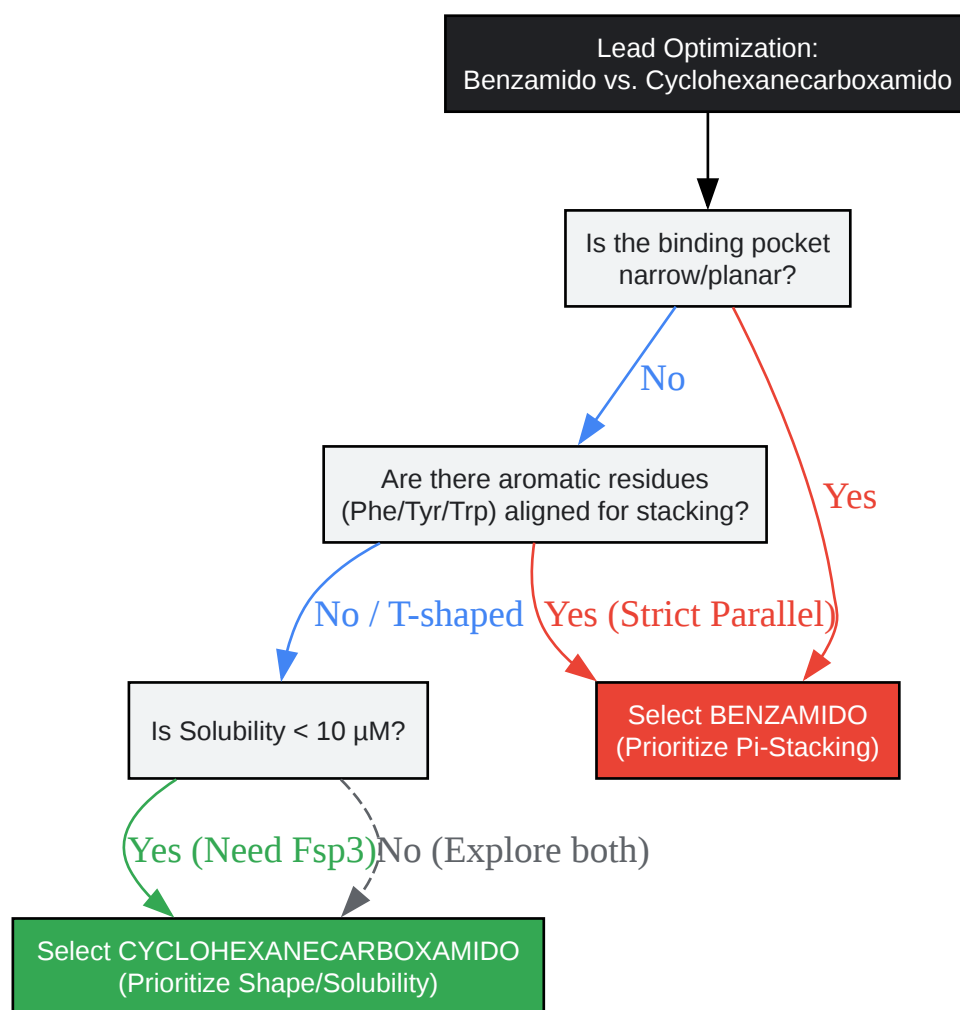 Lead Optimization:
Benzamido vs. Cyclohexanecarboxamido
Is the binding pocket
narrow/planar?
No
Yes
Are there aromatic residues
(Phe/Tyr/Trp) aligned for stacking?
No / T-shaped
Yes (Strict Parallel)
Is Solubility < 10 µM?
Select BENZAMIDO
(Prioritize Pi-Stacking)
Yes (Need Fsp3)
No (Explore both)
Select CYCLOHEXANECARBOXAMIDO
(Prioritize Shape/Solubility)